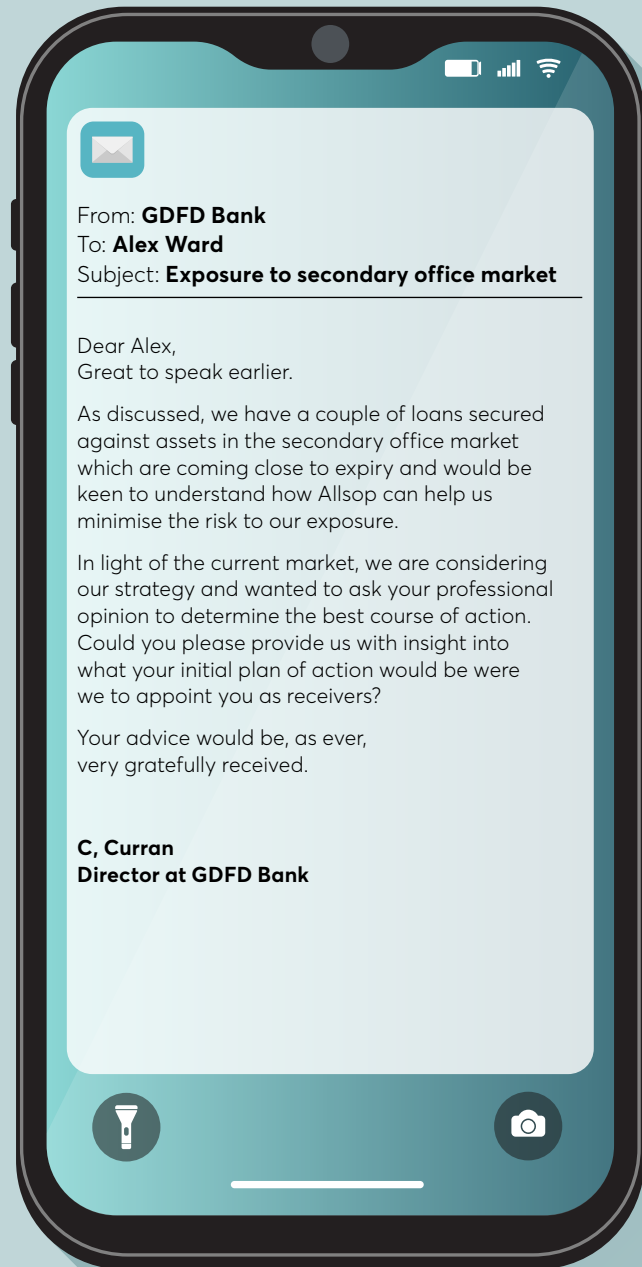 From: GDFD Bank
To: Alex Ward
Subject: Exposure to secondary office market
Dear Alex,
Great to speak earlier.
As discussed, we have a couple of loans secured
against assets in the secondary office market
which are coming close to expiry and would be
keen to understand how Allsop can help us
minimise the risk to our exposure.
In light of the current market, we are considering
our strategy and wanted to ask your professional
opinion to determine the best course of action.
Could you please provide us with insight into
what your initial plan of action would be were
we to appoint you as receivers?
Your advice would be, as ever,
very gratefully received.
C, Curran
Director at GDFD Bank